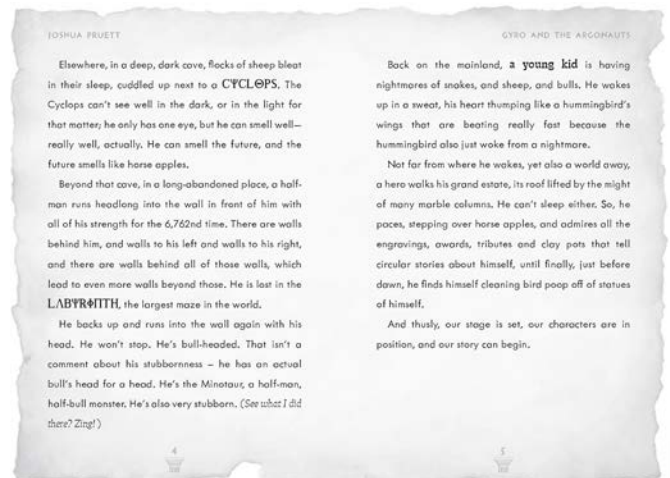 JOSHUA PRUETT
Elsewhere, in a deep, dark cave, flocks of sheep bleat
in their sleep, cuddled up next to a CYCLOPS. The
Cyclops can't see well in the dark, or in the light for
that matter; he only has one eye, but he can smell well—
really well, actually. He can smell the future, and the
future smells like horse apples.
Beyond that cave, in a long-abandoned place, a half-
man runs headlong into the wall in front of him with
all of his strength for the 6,762nd time. There are walls
behind him, and walls to his left and walls to his right,
and there are walls behind all of those walls, which
lead to even more walls beyond those. He is lost in the
LABYRINTH, the largest maze in the world.
He backs up and runs into the wall again with his
head. He won't stop. He's bull-headed. That isn't a
comment about his stubbornness – he has an actual
bull's head for a head. He's the Minotaur, a half-man,
half-bull monster. He's also very stubborn. (See what I did
there? Zing!)
4
GYRO AND THE ARGONAUTS
Back on the mainland, a young kid is having
nightmares of snakes, and sheep, and bulls. He wakes
up in a sweat, his heart thumping like a hummingbird's
wings that are beating really fast because the
hummingbird also just woke from a nightmare.
Not far from where he wakes, yet also a world away,
a hero walks his grand estate, its roof lifted by the might
of many marble columns. He can't sleep either. So, he
paces, stepping over horse apples, and admires all the
engravings, awards, tributes and clay pots that tell
circular stories about himself, until finally, just before
dawn, he finds himself cleaning bird poop off of statues
of himself.
And thusly, our stage is set, our characters are in
position, and our story can begin.
5